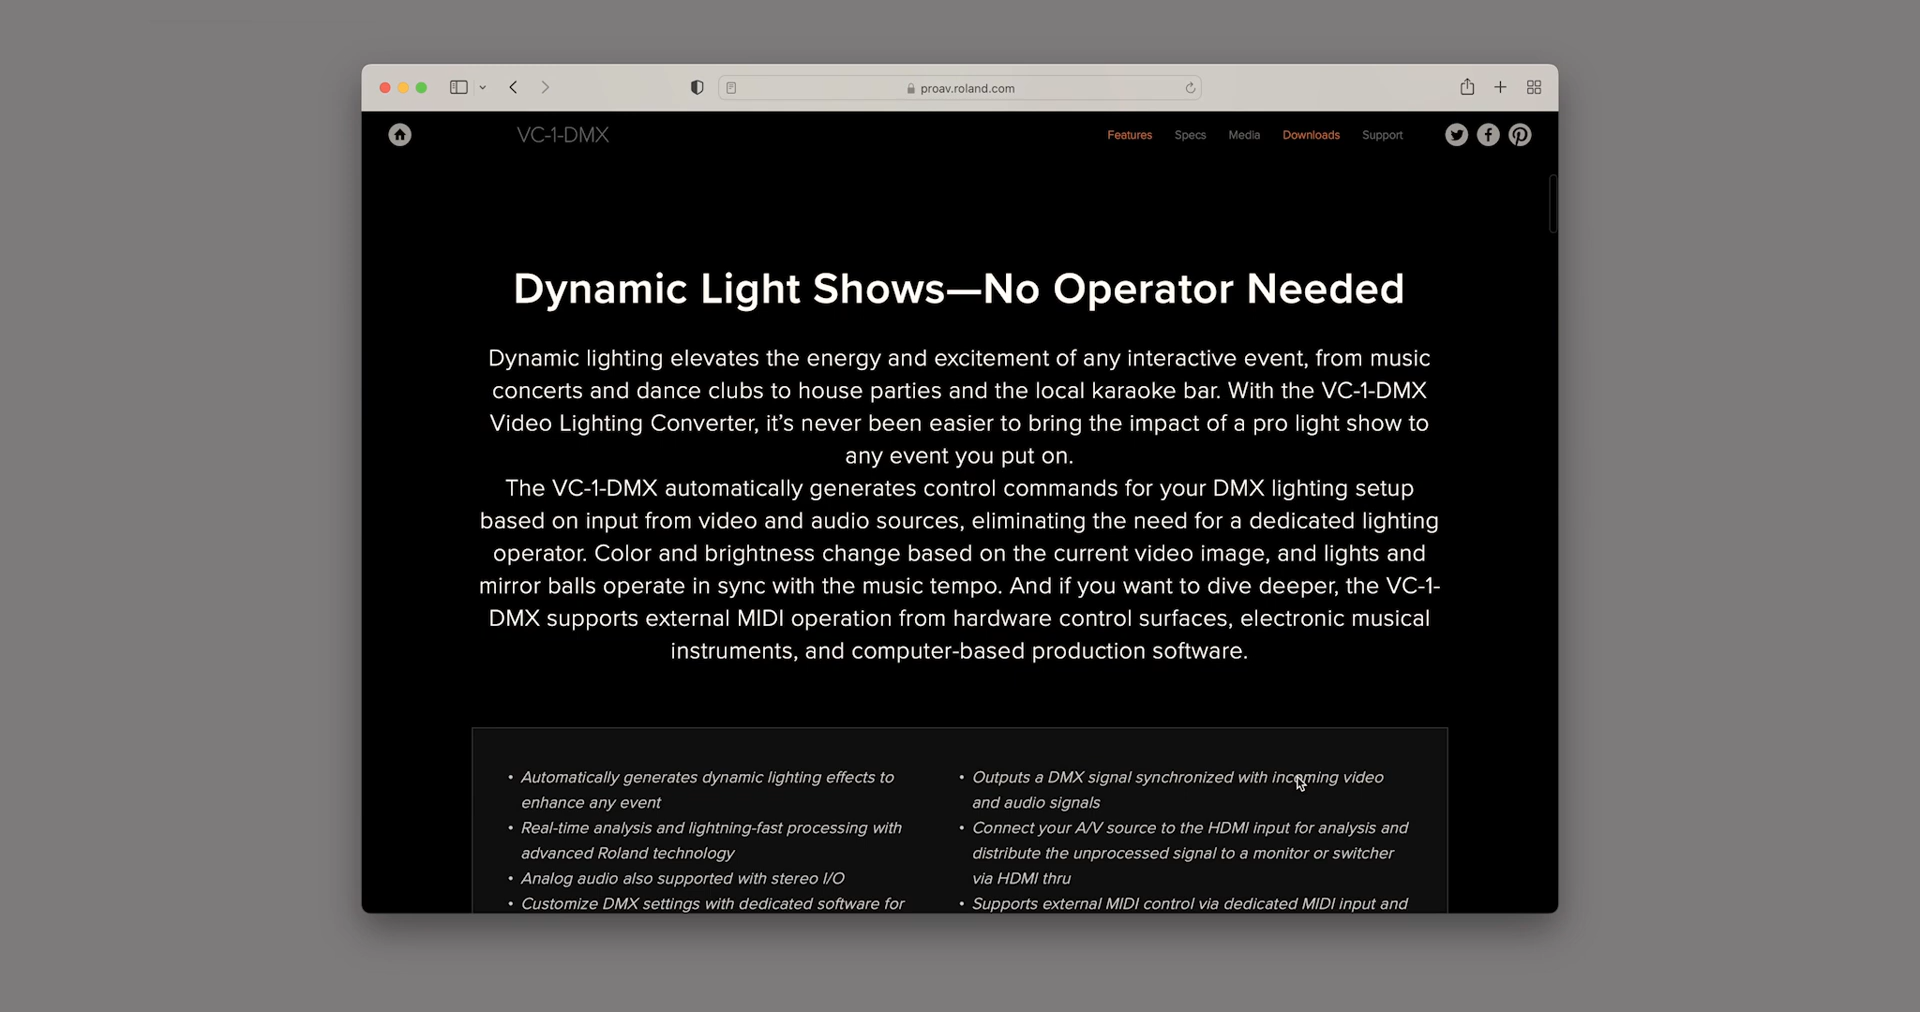 proav.roland.com
VC-1-DMX
Features
Specs
Media
Downloads
Support
Dynamic Light Shows—No Operator Needed
Dynamic lighting elevates the energy and excitement of any interactive event, from music
concerts and dance clubs to house parties and the local karaoke bar. With the VC-1-DMX
Video Lighting Converter, it's never been easier to bring the impact of a pro light show to
any event you put on.
The VC-1-DMX automatically generates control commands for your DMX lighting setup
based on input from video and audio sources, eliminating the need for a dedicated lighting
operator. Color and brightness change based on the current video image, and lights and
mirror balls operate in sync with the music tempo. And if you want to dive deeper, the VC-1-
DMX supports external MIDI operation from hardware control surfaces, electronic musical
instruments, and computer-based production software.
• Automatically generates dynamic lighting effects to
enhance any event
• Real-time analysis and lightning-fast processing with
advanced Roland technology
• Analog audio also supported with stereo I/O
• Customize DMX settings with dedicated software for
• Outputs a DMX signal synchronized with incoming video
and audio signals
• Connect your A/V source to the HDMI input for analysis and
distribute the unprocessed signal to a monitor or switcher
via HDMI thru
• Supports external MIDI control via dedicated MIDI input and